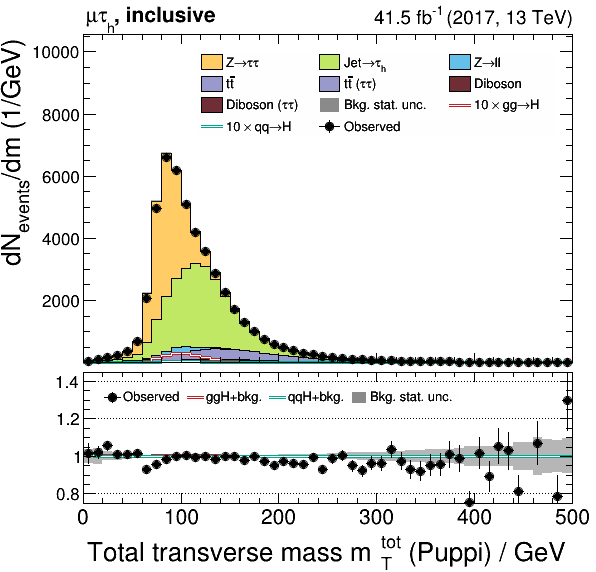 μτh, inclusive 41.5 fb⁻¹ (2017, 13 TeV)
dNevents/dm (1/GeV)
10000
8000
6000
4000
2000
Z→ττ Jet→τh Z→ll
tt̄ tt̄ (ττ) Diboson
Diboson (ττ) Bkg. stat. unc. 10 × gg→H
10 × qq→H Observed
1.4
1.2
1
0.8
Observed ggH+bkg. qqH+bkg. Bkg. stat. unc.
0 100 200 300 400 500
Total transverse mass m_T^tot (Puppi) / GeV